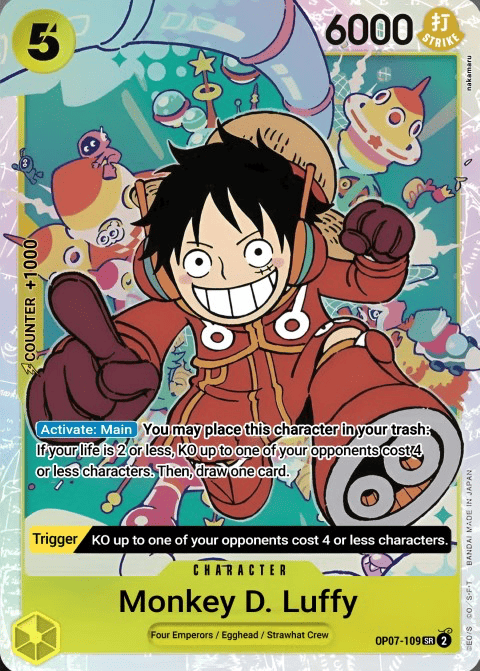 5
6000
打
STRIKE
nakamaru
COUNTER +1000
Activate: Main You may place this character in your trash:
If your life is 2 or less, KO up to one of your opponents cost 4
or less characters. Then, draw one card.
Trigger KO up to one of your opponents cost 4 or less characters.
CHARACTER
Monkey D. Luffy
Four Emperors / Egghead / Strawhat Crew
OP07-109 SR 2
©E.O/S. ©O. S-F-T BANDAI MADE IN JAPAN